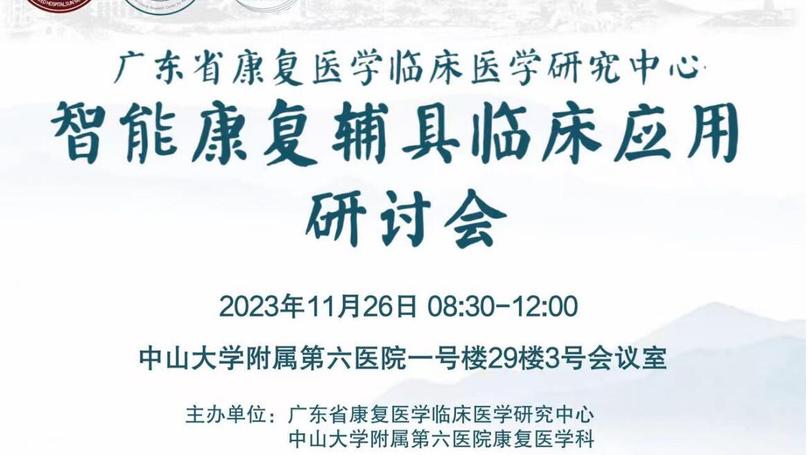 广东省康复医学临床医学研究中心
智能康复辅具临床应用
研讨会
2023年11月26日 08:30-12:00
中山大学附属第六医院一号楼29楼3号会议室
主办单位：广东省康复医学临床医学研究中心
中山大学附属第六医院康复医学科